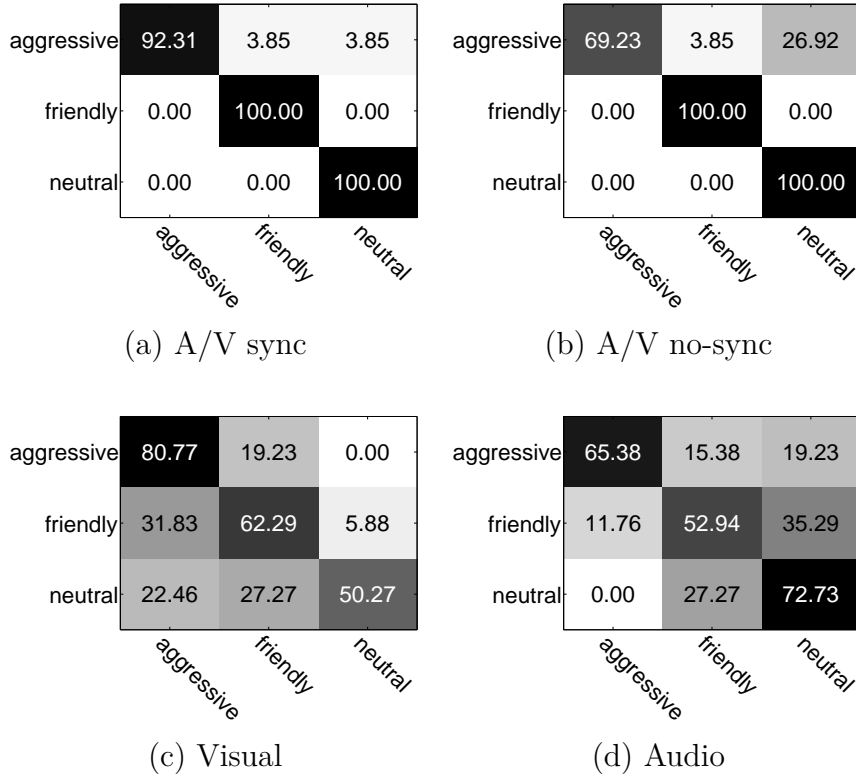 aggressive 92.31 3.85 3.85
friendly 0.00 100.00 0.00
neutral 0.00 0.00 100.00
aggressive friendly neutral
(a) A/V sync
aggressive 69.23 3.85 26.92
friendly 0.00 100.00 0.00
neutral 0.00 0.00 100.00
aggressive friendly neutral
(b) A/V no-sync
aggressive 80.77 19.23 0.00
friendly 31.83 62.29 5.88
neutral 22.46 27.27 50.27
aggressive friendly neutral
(c) Visual
aggressive 65.38 15.38 19.23
friendly 11.76 52.94 35.29
neutral 0.00 27.27 72.73
aggressive friendly neutral
(d) Audio